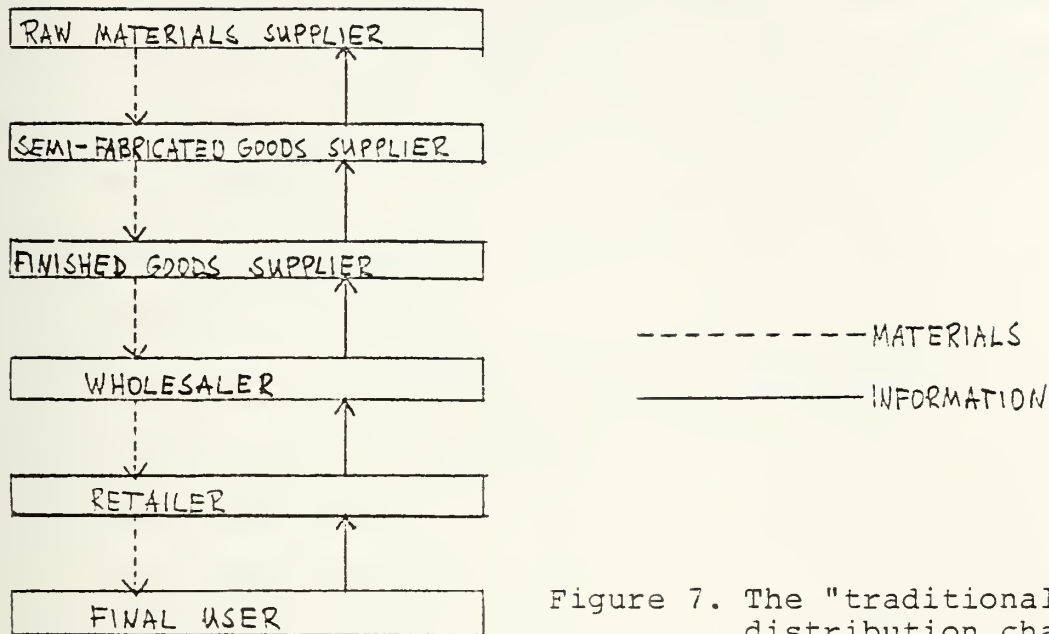 RAW MATERIALS SUPPLIER
SEMI-FABRICATED GOODS SUPPLIER
FINISHED GOODS SUPPLIER
WHOLESALER
RETAILER
FINAL USER
MATERIALS
INFORMATION
Figure 7. The "traditional
distribution cha